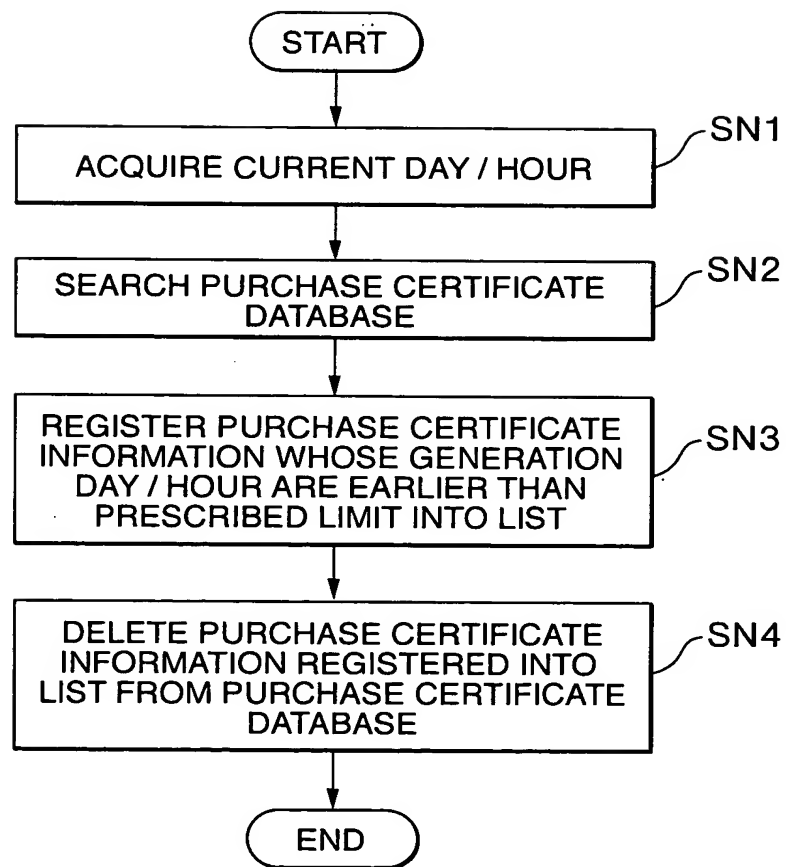 START
ACQUIRE CURRENT DAY / HOUR
SN1
SEARCH PURCHASE CERTIFICATE
DATABASE
SN2
REGISTER PURCHASE CERTIFICATE
INFORMATION WHOSE GENERATION
DAY / HOUR ARE EARLIER THAN
PRESCRIBED LIMIT INTO LIST
SN3
DELETE PURCHASE CERTIFICATE
INFORMATION REGISTERED INTO
LIST FROM PURCHASE CERTIFICATE
DATABASE
SN4
END